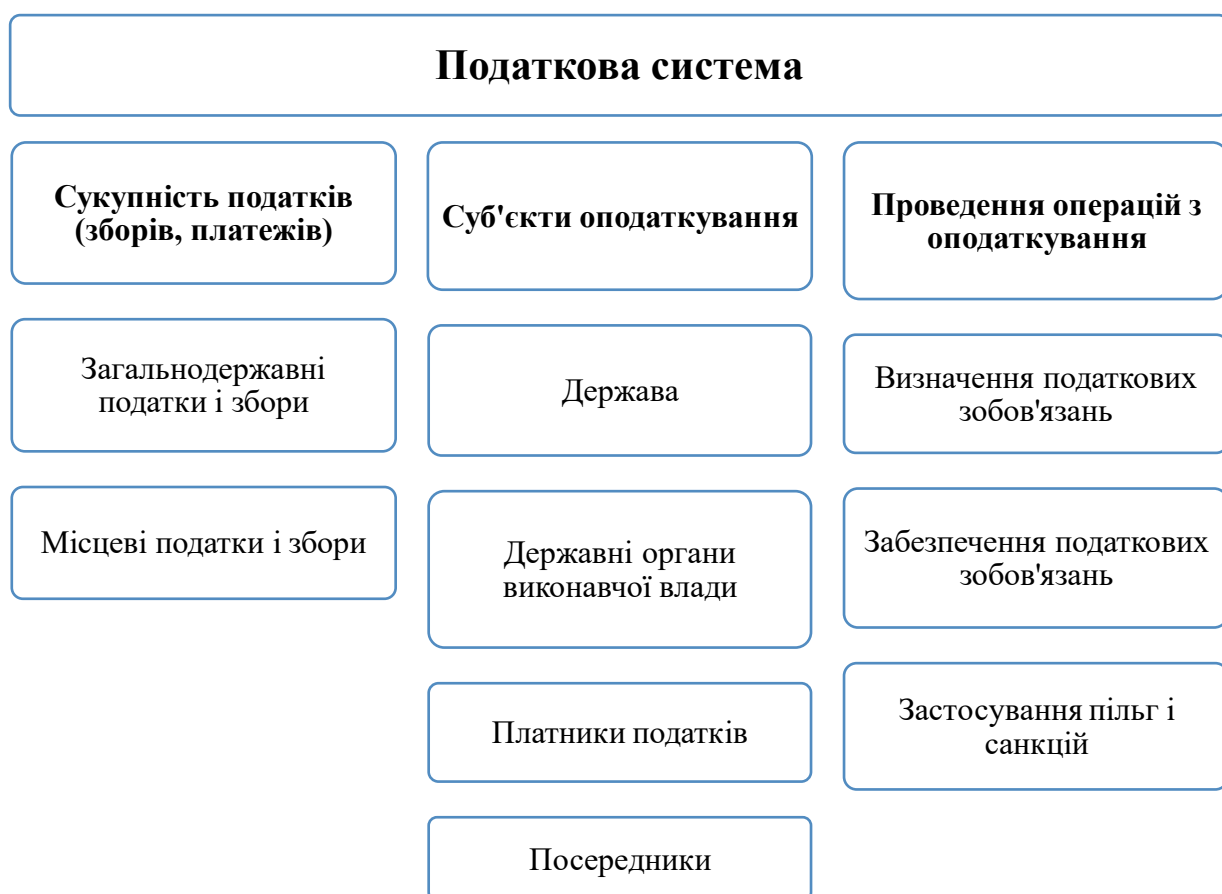 Податкова система
Сукупність податків
(зборів, платежів)
Загальнодержавні
податки і збори
Місцеві податки і збори
Суб'єкти оподаткування
Держава
Державні органи
виконавчої влади
Платники податків
Посередники
Проведення операцій з
оподаткування
Визначення податкових
зобов'язань
Забезпечення податкових
зобов'язань
Застосування пільг і
санкцій